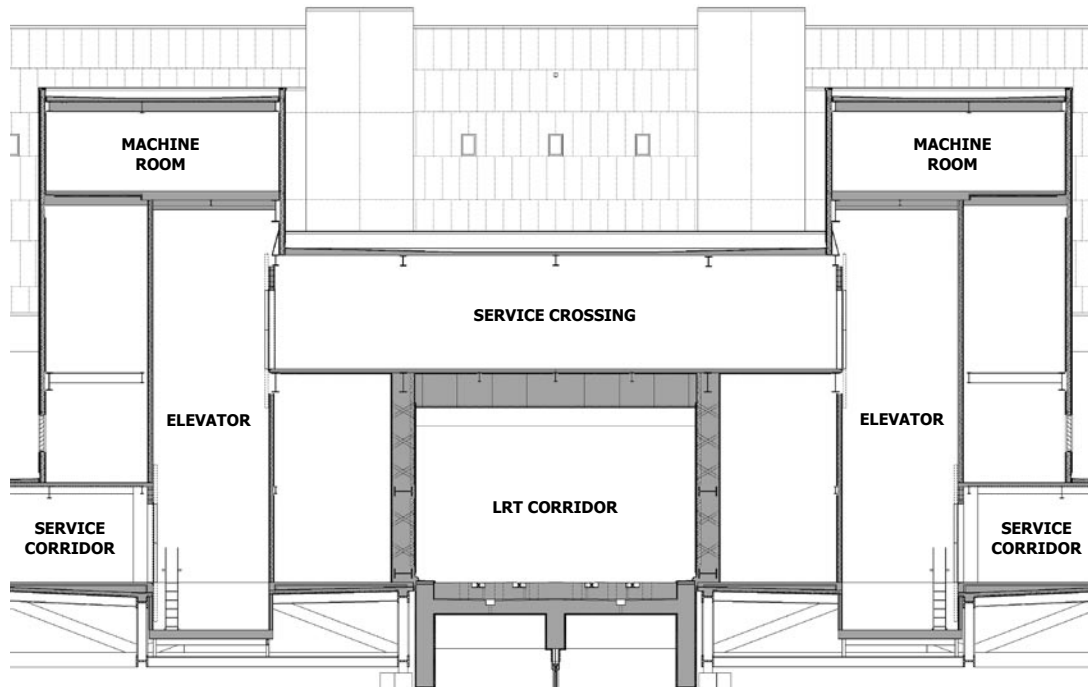 MACHINE
ROOM
MACHINE
ROOM
SERVICE CROSSING
ELEVATOR
ELEVATOR
LRT CORRIDOR
SERVICE
CORRIDOR
SERVICE
CORRIDOR